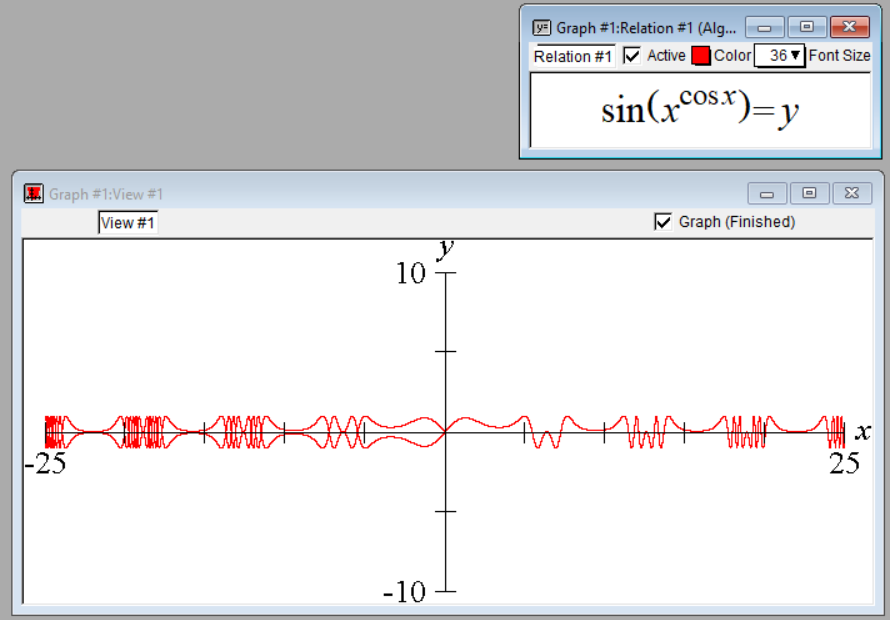 Graph #1:Relation #1 (Alg...
Relation #1 Active Color 36 Font Size
sin(x^cos x)=y
Graph #1:View #1
View #1 Graph (Finished)
y
10
x
-25 25
-10